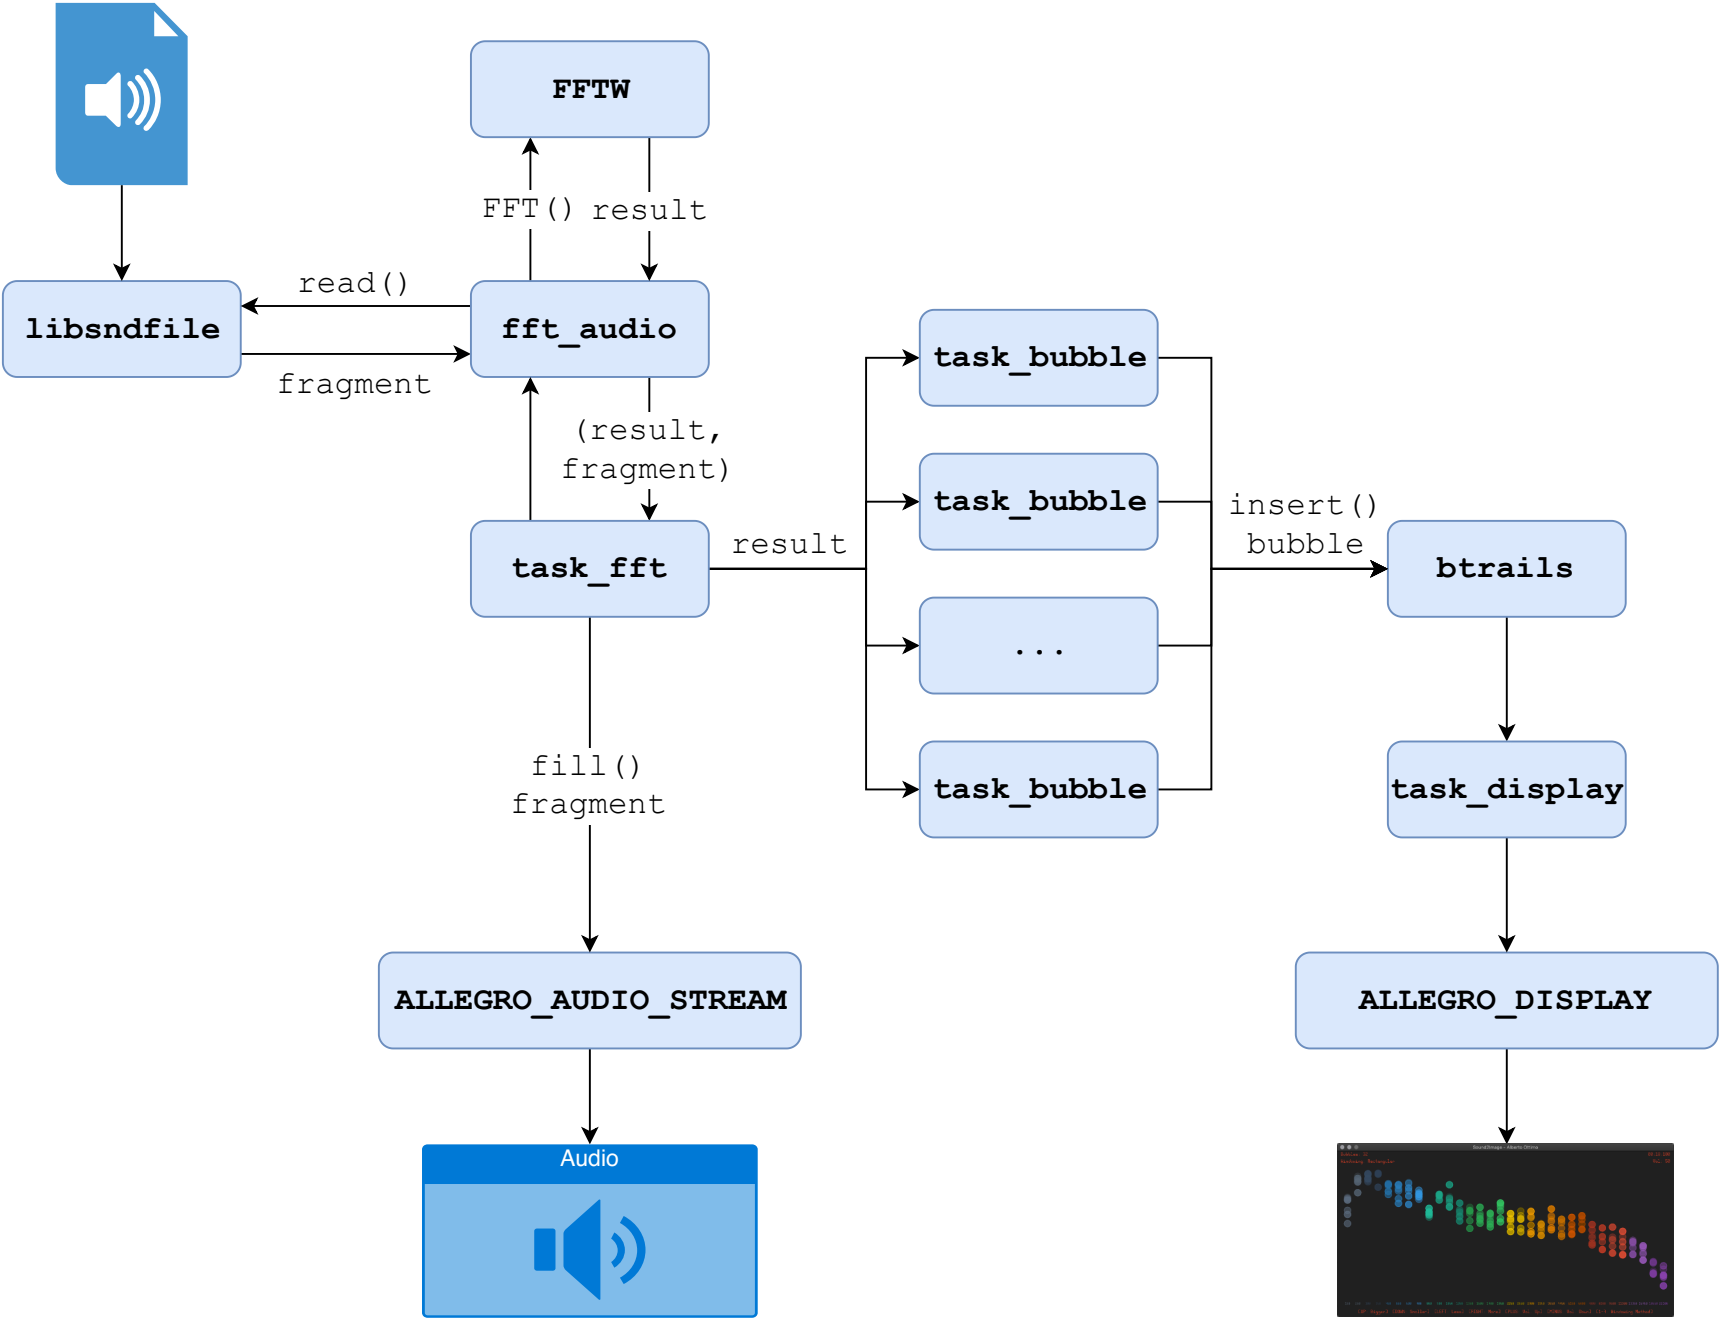 FFTW
FFT() result
read()
libsndfile
fft_audio
fragment
(result,
fragment)
task_bubble
task_bubble
...
task_bubble
result
task_fft
insert()
bubble
btrails
fill()
fragment
task_display
ALLEGRO_AUDIO_STREAM
ALLEGRO_DISPLAY
Audio